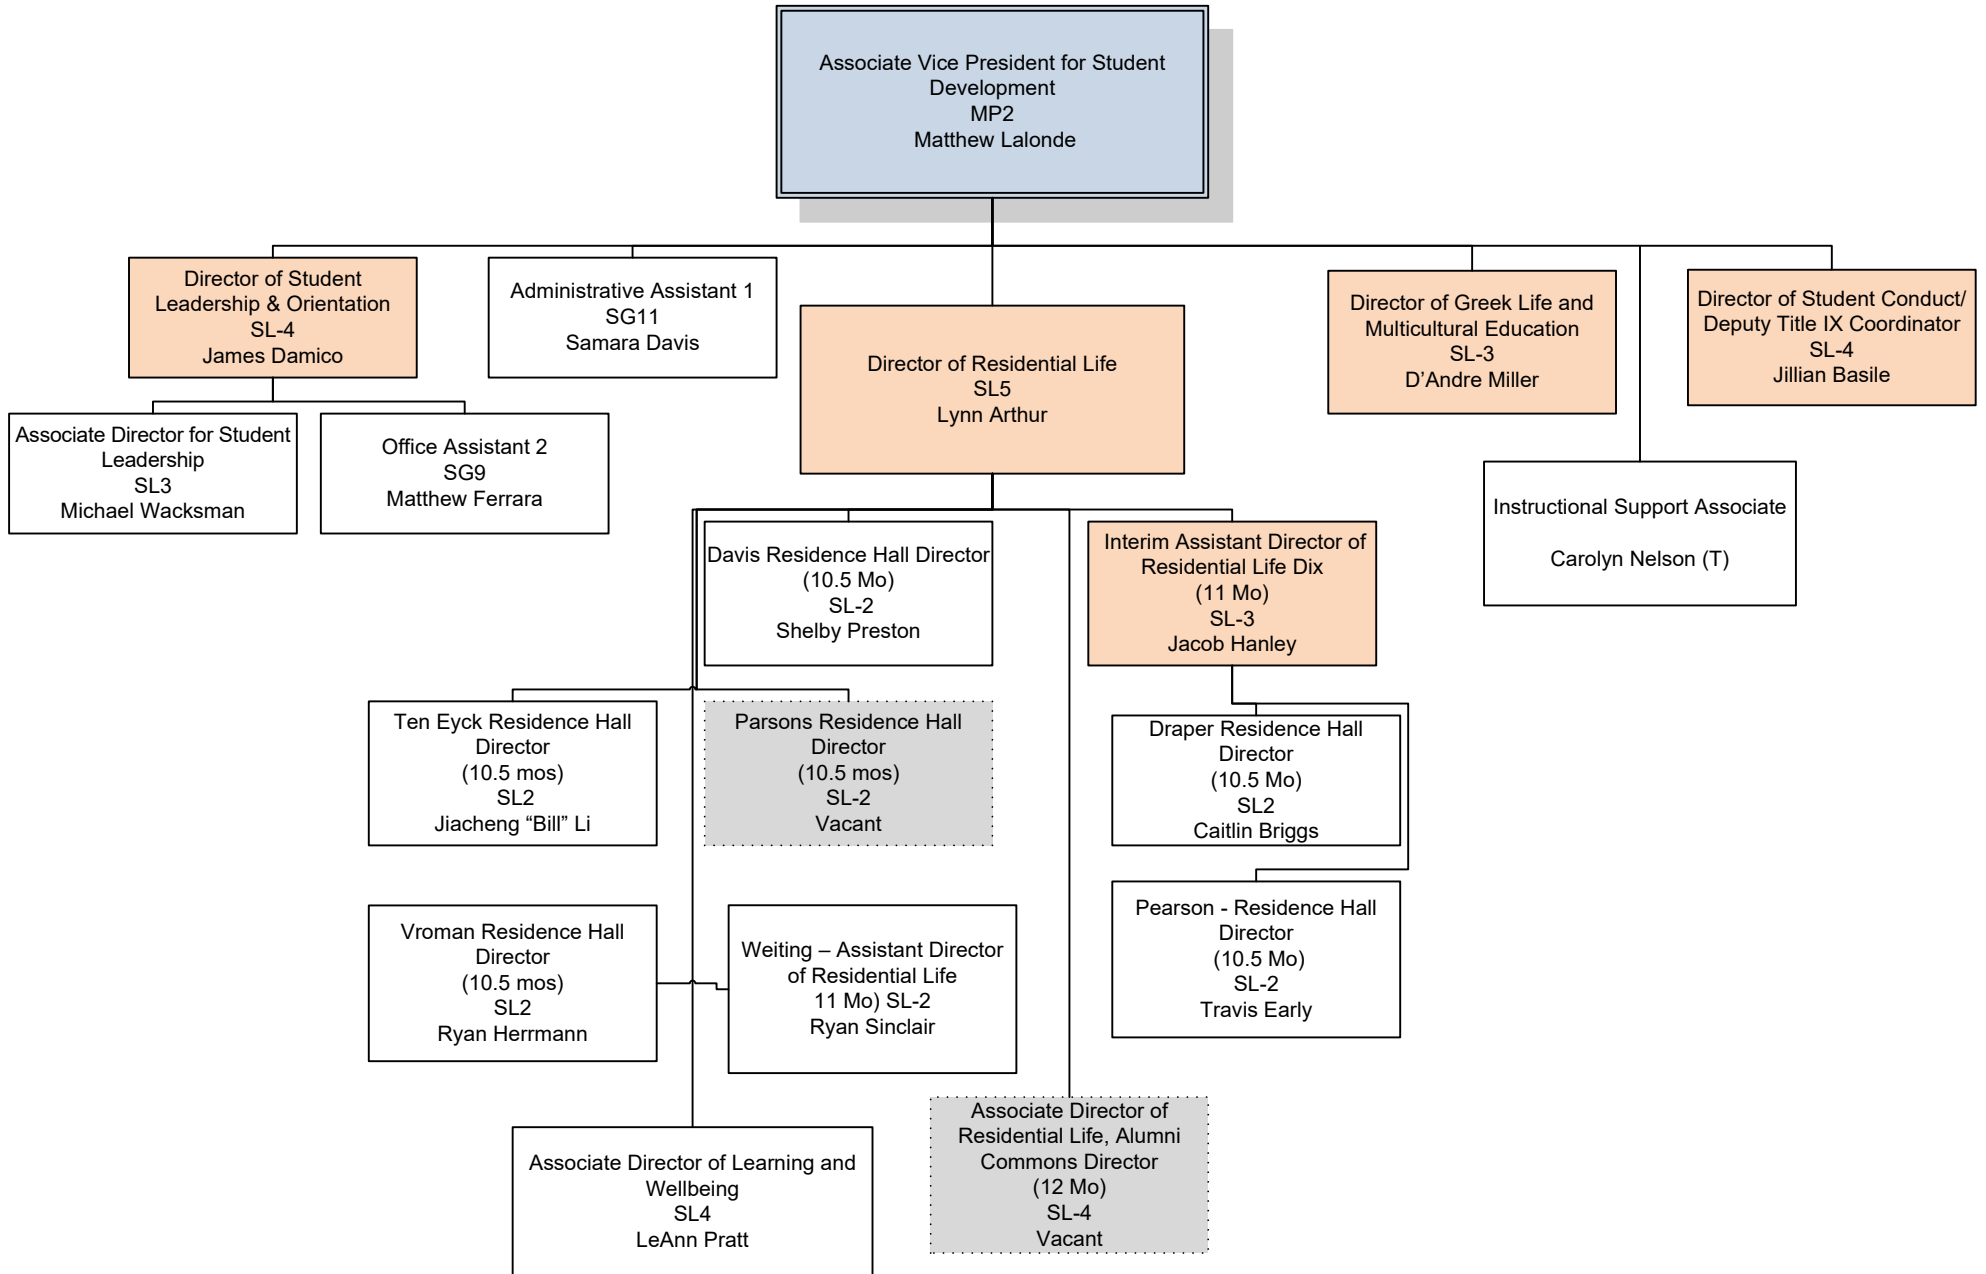 Associate Vice President for Student
Development
MP2
Matthew Lalonde
Director of Student
Leadership & Orientation
SL-4
James Damico
Administrative Assistant 1
SG11
Samara Davis
Director of Residential Life
SL5
Lynn Arthur
Director of Greek Life and
Multicultural Education
SL-3
D’Andre Miller
Director of Student Conduct/
Deputy Title IX Coordinator
SL-4
Jillian Basile
Associate Director for Student
Leadership
SL3
Michael Wacksman
Office Assistant 2
SG9
Matthew Ferrara
Instructional Support Associate
Carolyn Nelson (T)
Davis Residence Hall Director
(10.5 Mo)
SL-2
Shelby Preston
Interim Assistant Director of
Residential Life Dix
(11 Mo)
SL-3
Jacob Hanley
Ten Eyck Residence Hall
Director
(10.5 mos)
SL2
Jiacheng “Bill” Li
Parsons Residence Hall
Director
(10.5 mos)
SL-2
Vacant
Draper Residence Hall
Director
(10.5 Mo)
SL2
Caitlin Briggs
Vroman Residence Hall
Director
(10.5 mos)
SL2
Ryan Herrmann
Weiting – Assistant Director
of Residential Life
11 Mo) SL-2
Ryan Sinclair
Pearson - Residence Hall
Director
(10.5 Mo)
SL-2
Travis Early
Associate Director of Learning and
Wellbeing
SL4
LeAnn Pratt
Associate Director of
Residential Life, Alumni
Commons Director
(12 Mo)
SL-4
Vacant